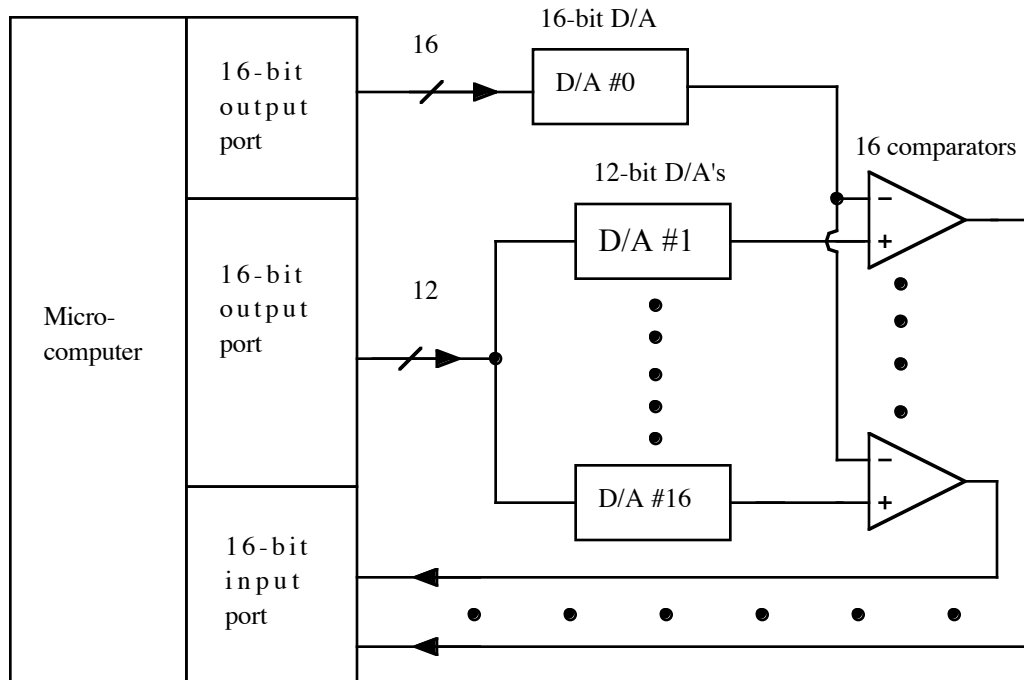 16-bit D/A
16
16-bit
output
port
D/A #0
16 comparators
12-bit D/A's
−
+
D/A #1
16-bit
output
port
12
Micro-
computer
−
+
D/A #16
16-bit
input
port